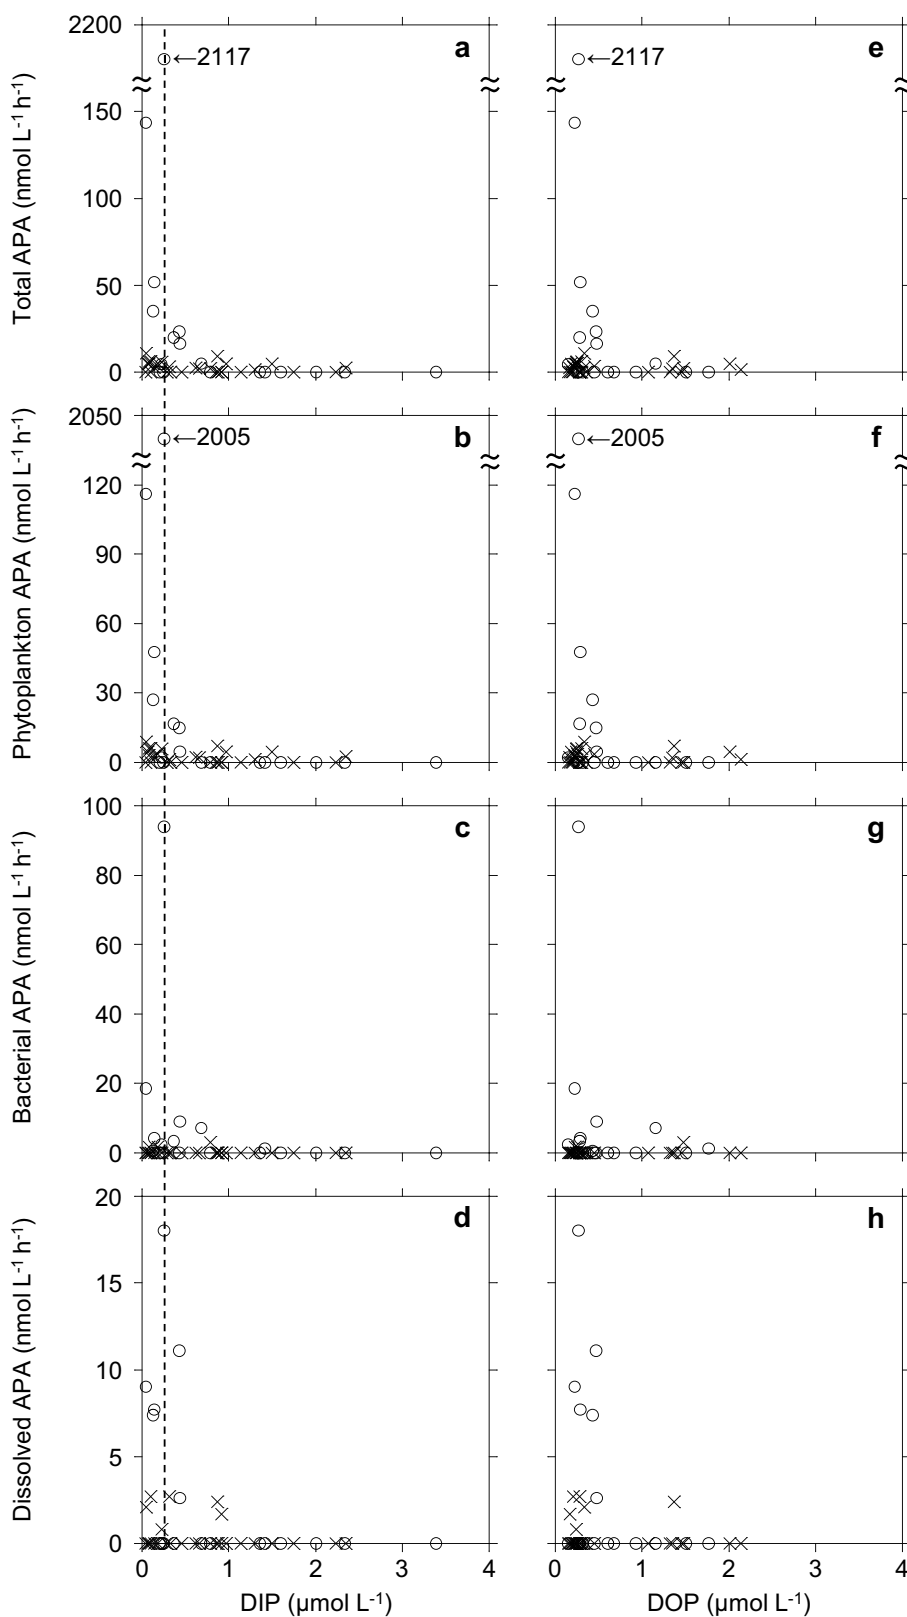 2200
a
←2117
150
100
50
0
Total APA (nmol L-1 h-1)
e
←2117
2050
b
←2005
120
90
60
30
0
Phytoplankton APA (nmol L-1 h-1)
f
←2005
100
c
80
60
40
20
0
Bacterial APA (nmol L-1 h-1)
g
20
d
15
10
5
0
Dissolved APA (nmol L-1 h-1)
h
0 1 2 3 4
DIP (µmol L-1)
0 1 2 3 4
DOP (µmol L-1)